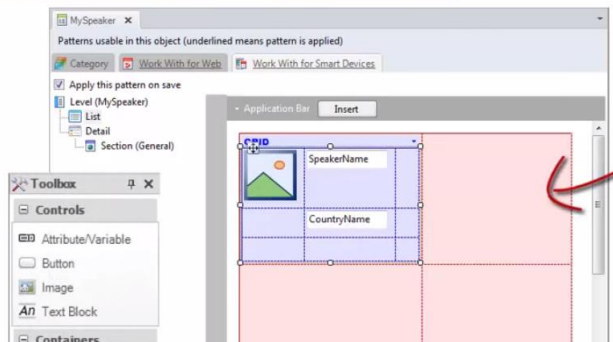 MySpeaker
Patterns usable in this object (underlined means pattern is applied)
Category
Work With for Web
Work With for Smart Devices
Apply this pattern on save
Level (MySpeaker)
List
Detail
Section (General)
Application Bar
Insert
GRID
SpeakerName
CountryName
Toolbox
Controls
Attribute/Variable
Button
Image
An Text Block
Containers